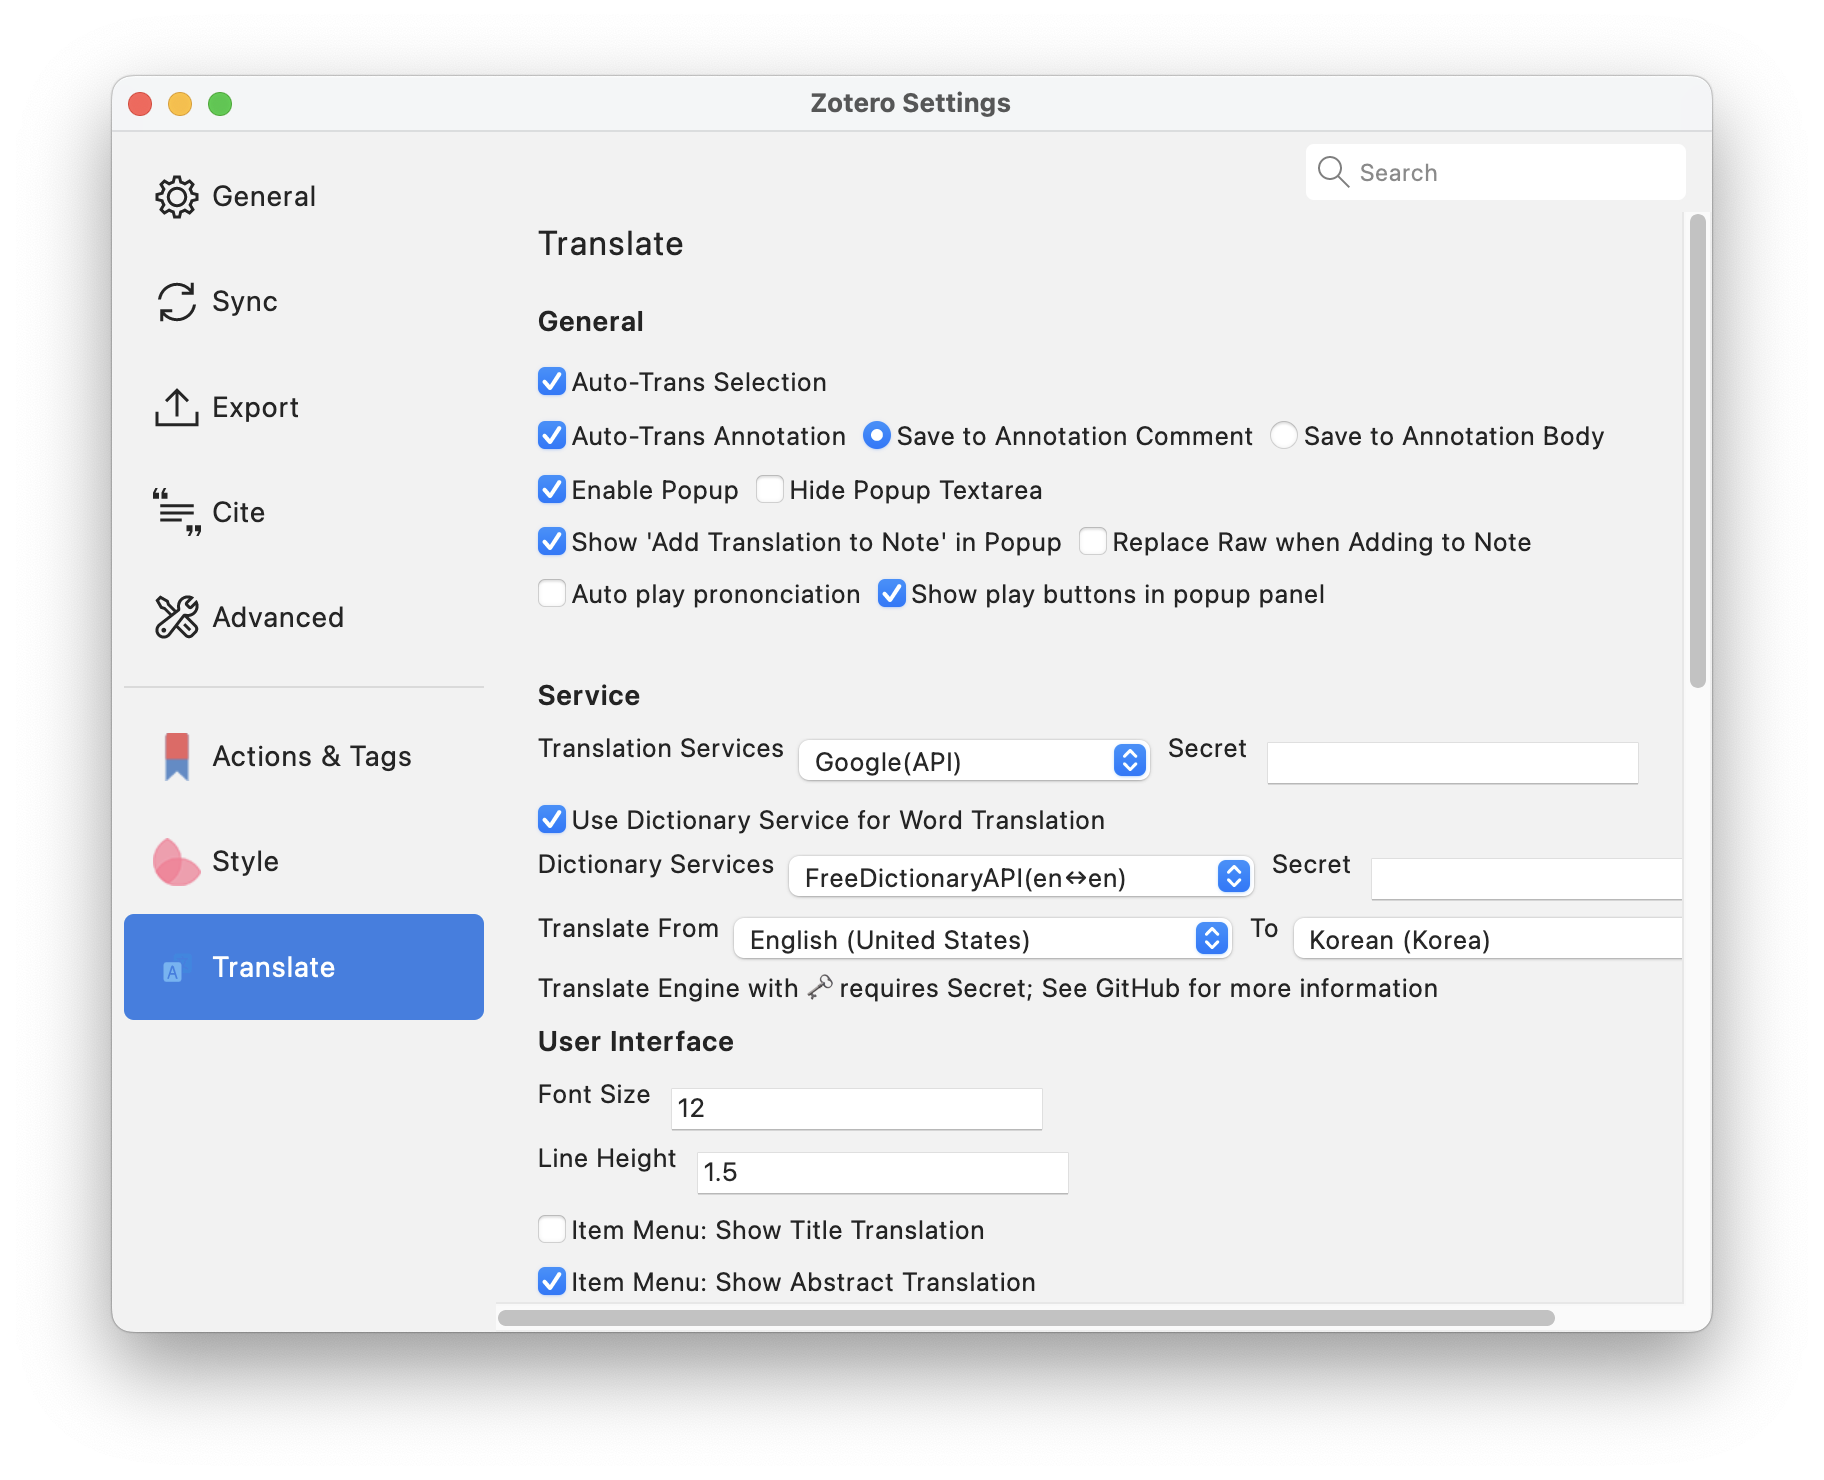 Zotero Settings
Search
General
Sync
Export
Cite
Advanced
Actions & Tags
Style
Translate
Translate
General
Auto-Trans Selection
Auto-Trans Annotation Save to Annotation Comment Save to Annotation Body
Enable Popup Hide Popup Textarea
Show 'Add Translation to Note' in Popup Replace Raw when Adding to Note
Auto play prononciation Show play buttons in popup panel
Service
Translation Services Google(API) Secret
Use Dictionary Service for Word Translation
Dictionary Services FreeDictionaryAPI(en↔en) Secret
Translate From English (United States) To Korean (Korea)
Translate Engine with 🗝 requires Secret; See GitHub for more information
User Interface
Font Size 12
Line Height 1.5
Item Menu: Show Title Translation
Item Menu: Show Abstract Translation